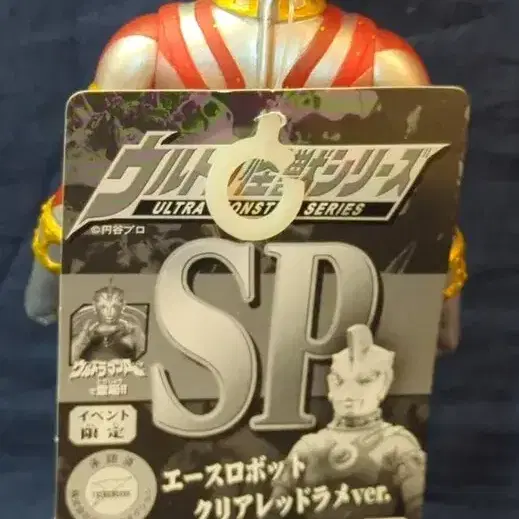 ウルト 怪獣シリーズ
ULTRA MONSTER SERIES
©円谷プロ
SP
イベント
限定
エースロボット
クリアレッドラメver.